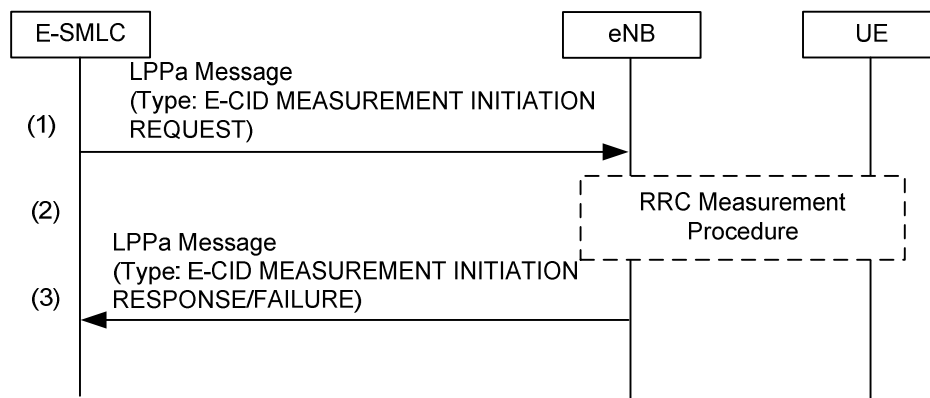 E-SMLC
eNB
UE
LPPa Message
(Type: E-CID MEASUREMENT INITIATION
REQUEST)
(1)
(2)
RRC Measurement
Procedure
LPPa Message
(Type: E-CID MEASUREMENT INITIATION
RESPONSE/FAILURE)
(3)